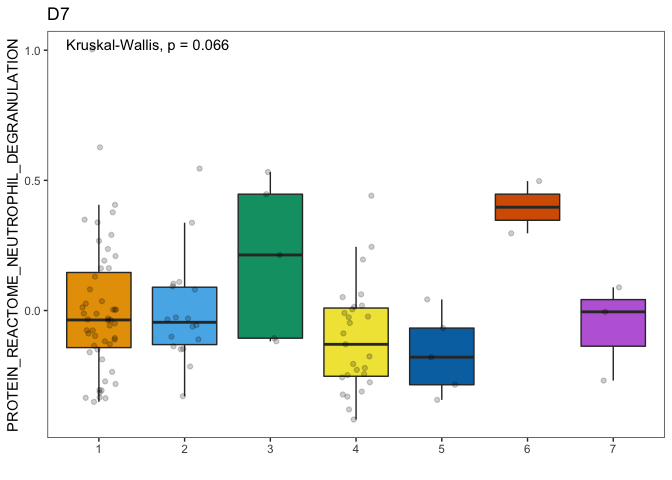 D7
Kruskal-Wallis, p = 0.066
PROTEIN_REACTOME_NEUTROPHIL_DEGRANULATION
1.0
0.5
0.0
1 2 3 4 5 6 7